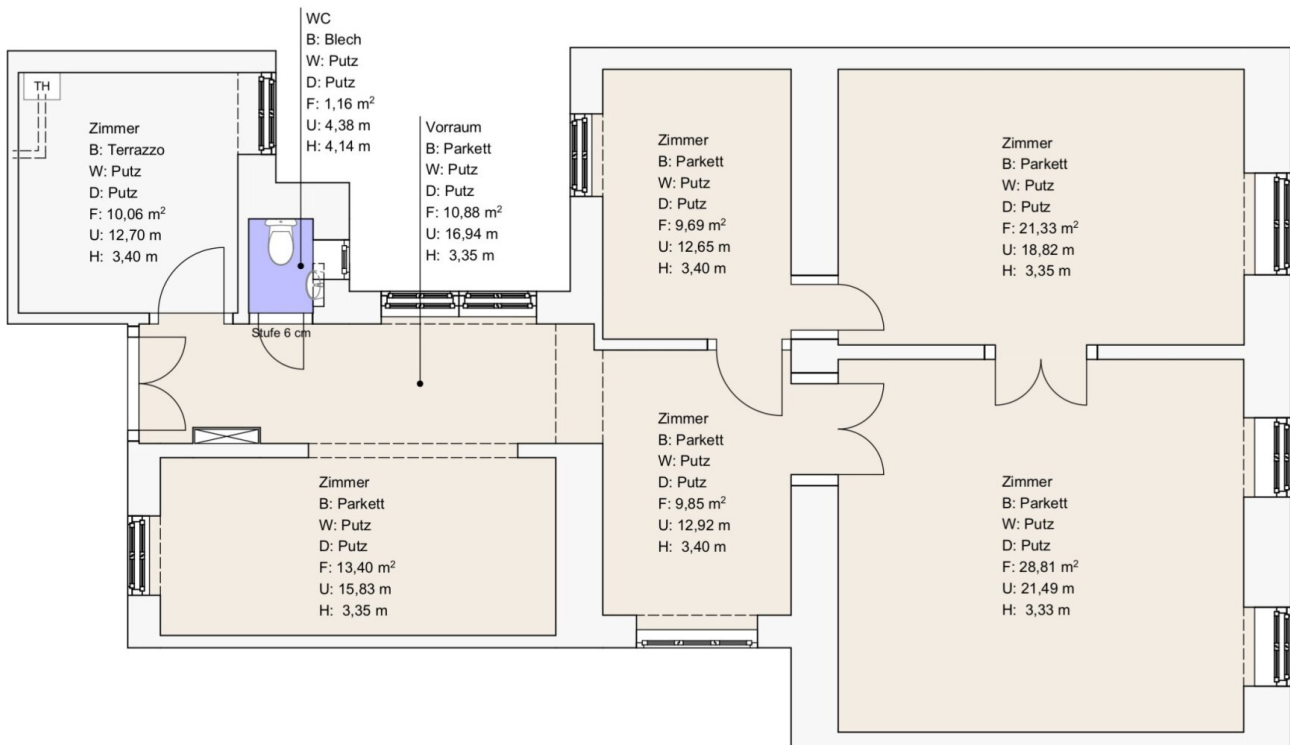 WC
B: Blech
W: Putz
D: Putz
F: 1,16 m²
U: 4,38 m
H: 4,14 m
TH
Zimmer
B: Terrazzo
W: Putz
D: Putz
F: 10,06 m²
U: 12,70 m
H: 3,40 m
Vorraum
B: Parkett
W: Putz
D: Putz
F: 10,88 m²
U: 16,94 m
H: 3,35 m
Zimmer
B: Parkett
W: Putz
D: Putz
F: 9,69 m²
U: 12,65 m
H: 3,40 m
Zimmer
B: Parkett
W: Putz
D: Putz
F: 21,33 m²
U: 18,82 m
H: 3,35 m
Stufe 6 cm
Zimmer
B: Parkett
W: Putz
D: Putz
F: 13,40 m²
U: 15,83 m
H: 3,35 m
Zimmer
B: Parkett
W: Putz
D: Putz
F: 9,85 m²
U: 12,92 m
H: 3,40 m
Zimmer
B: Parkett
W: Putz
D: Putz
F: 28,81 m²
U: 21,49 m
H: 3,33 m